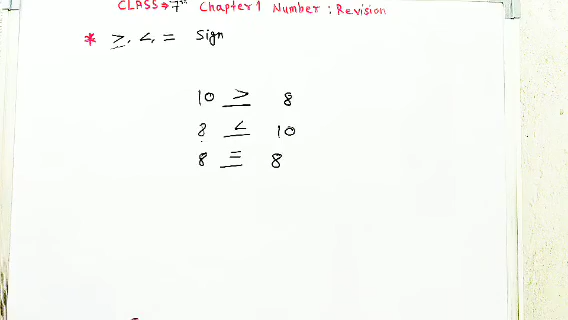 CLASS → 7th Chapter 1 Number : Revision
* >, <, = Sign
10 > 8
8 < 10
8 = 8